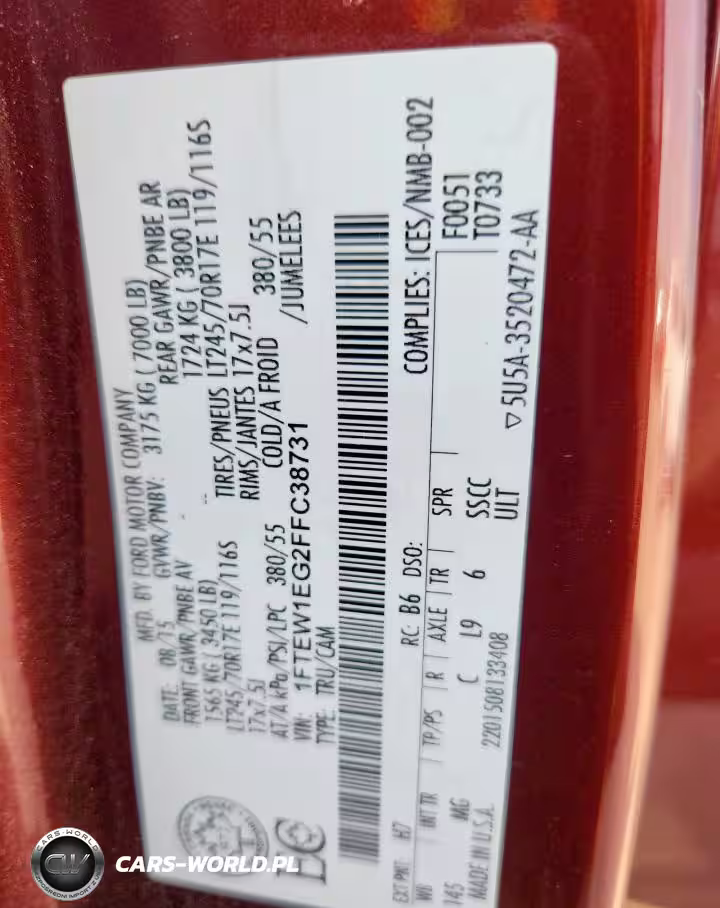 MFD. BY FORD MOTOR COMPANY
DATE: 08/15 GVWR/PNBV: 3175 KG ( 7000 LB)
FRONT GAWR/PNBE AV REAR GAWR/PNBE AR
1565 KG ( 3450 LB) 1724 KG ( 3800 LB)
LT245/70R17E 119/116S TIRES/PNEUS LT245/70R17E 119/116S
17x7.5J RIMS/JANTES 17x7.5J
AT/A kPa/PSI/LPC 380/55 COLD/A FROID 380/55
VIN: 1FTEW1EG2FFC38731 /JUMELEES
TYPE: TRU/CAM
COMPLIES: ICES/NMB-002
EXT PNT: H7 RC: B6 DSO: F0051
WB INT TR TP/PS R AXLE TR SPR T0733
145 MG C L9 6 SSCC
ULT
MADE IN U.S.A. 2201508133408 ▽ 5U5A-3520472-AA
CARS-WORLD
CW
CARS-WORLD.PL